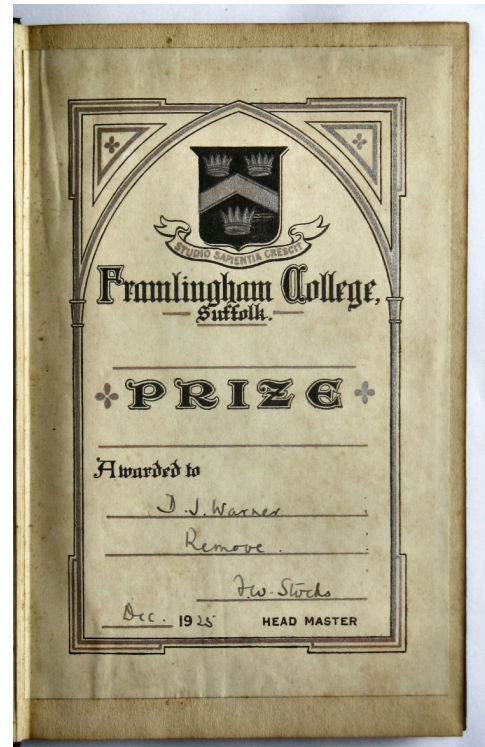 STUDIO SAPIENTIA CRESCIT
Framlingham College,
Suffolk.
PRIZE
Awarded to
D. J. Warner
Remove.
F.W. Stocks
Dec. 1925 HEAD MASTER